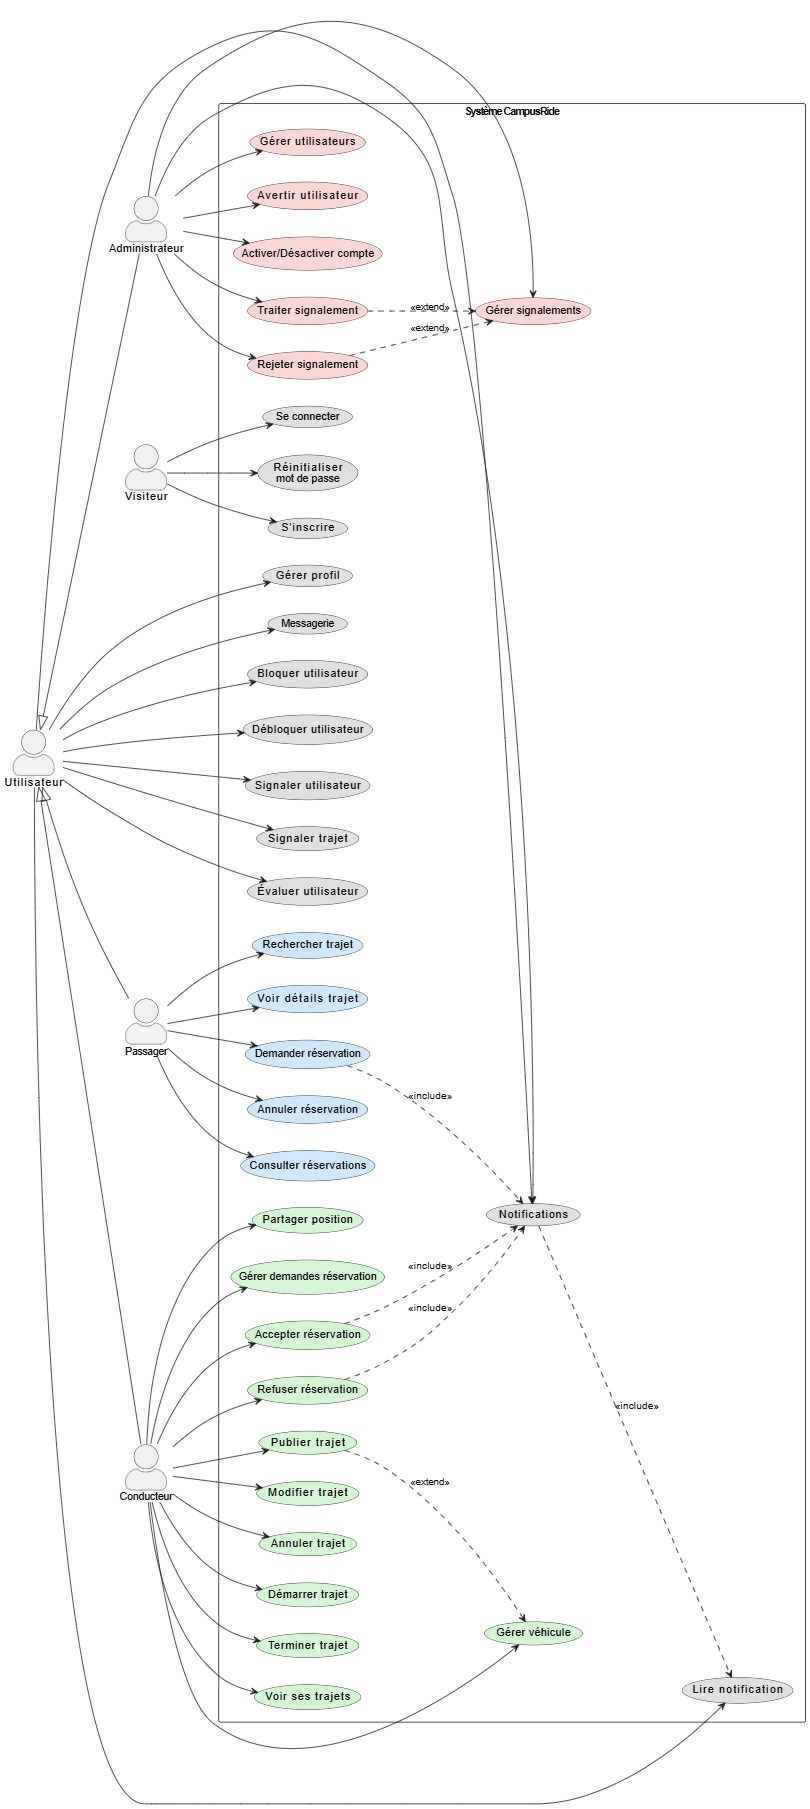 Système CampusRide
Gérer utilisateurs
Avertir utilisateur
Administrateur
Activer/Désactiver compte
Traiter signalement
«extend»
Gérer signalements
«extend»
Rejeter signalement
Se connecter
Visiteur
Réinitialiser
mot de passe
S'inscrire
Gérer profil
Messagerie
Bloquer utilisateur
Débloquer utilisateur
Utilisateur
Signaler utilisateur
Signaler trajet
Évaluer utilisateur
Rechercher trajet
Voir détails trajet
Passager
Demander réservation
«include»
Annuler réservation
Consulter réservations
Notifications
Partager position
«include»
Gérer demandes réservation
«include»
Accepter réservation
Refuser réservation
«include»
Publier trajet
«extend»
Conducteur
Modifier trajet
Annuler trajet
Démarrer trajet
Gérer véhicule
Terminer trajet
Lire notification
Voir ses trajets